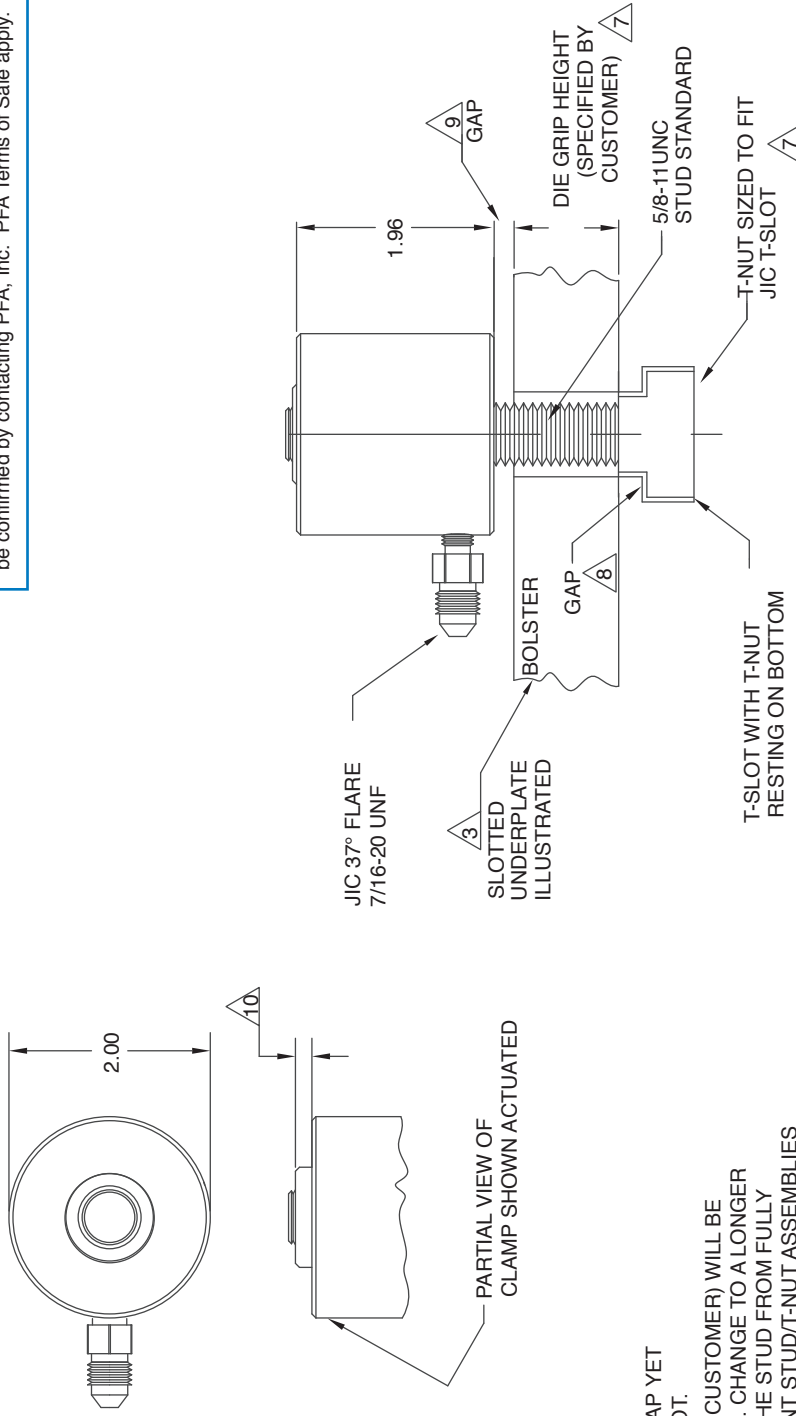 be confirmed by contacting PFA, Inc. PFA Terms of Sale apply.
2.00
10
PARTIAL VIEW OF
CLAMP SHOWN ACTUATED
JIC 37° FLARE
7/16-20 UNF
3
SLOTTED
UNDERPLATE
ILLUSTRATED
BOLSTER
1.96
9
GAP
DIE GRIP HEIGHT
(SPECIFIED BY
CUSTOMER)
7
5/8-11UNC
STUD STANDARD
GAP
8
T-NUT SIZED TO FIT
JIC T-SLOT
7
T-SLOT WITH T-NUT
RESTING ON BOTTOM
AP YET
OT.
CUSTOMER) WILL BE
. CHANGE TO A LONGER
HE STUD FROM FULLY
NT STUD/T-NUT ASSEMBLIES